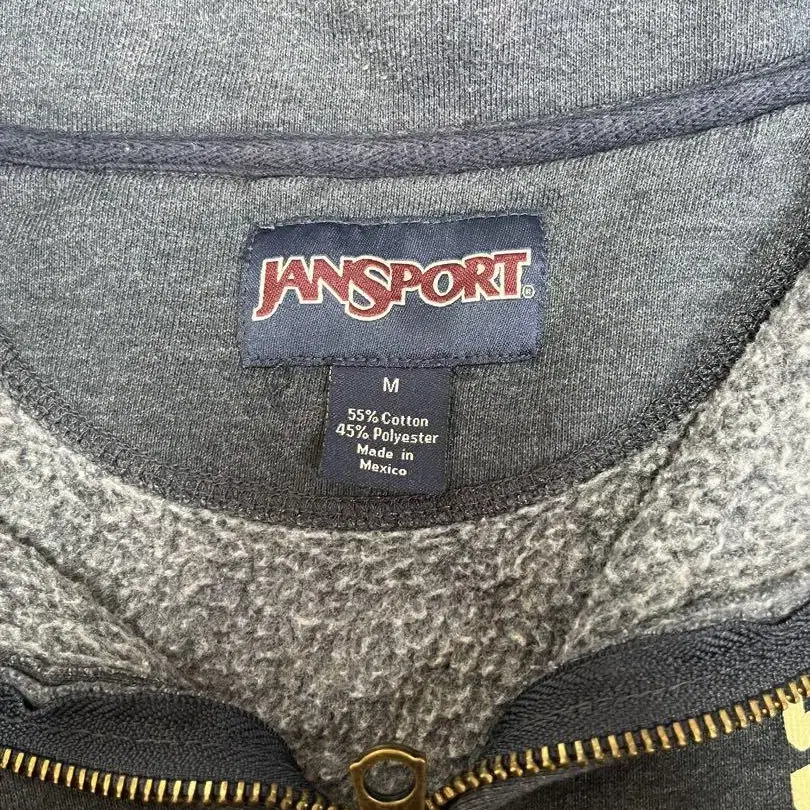 JANSPORT®
M
55% Cotton
45% Polyester
Made in
Mexico